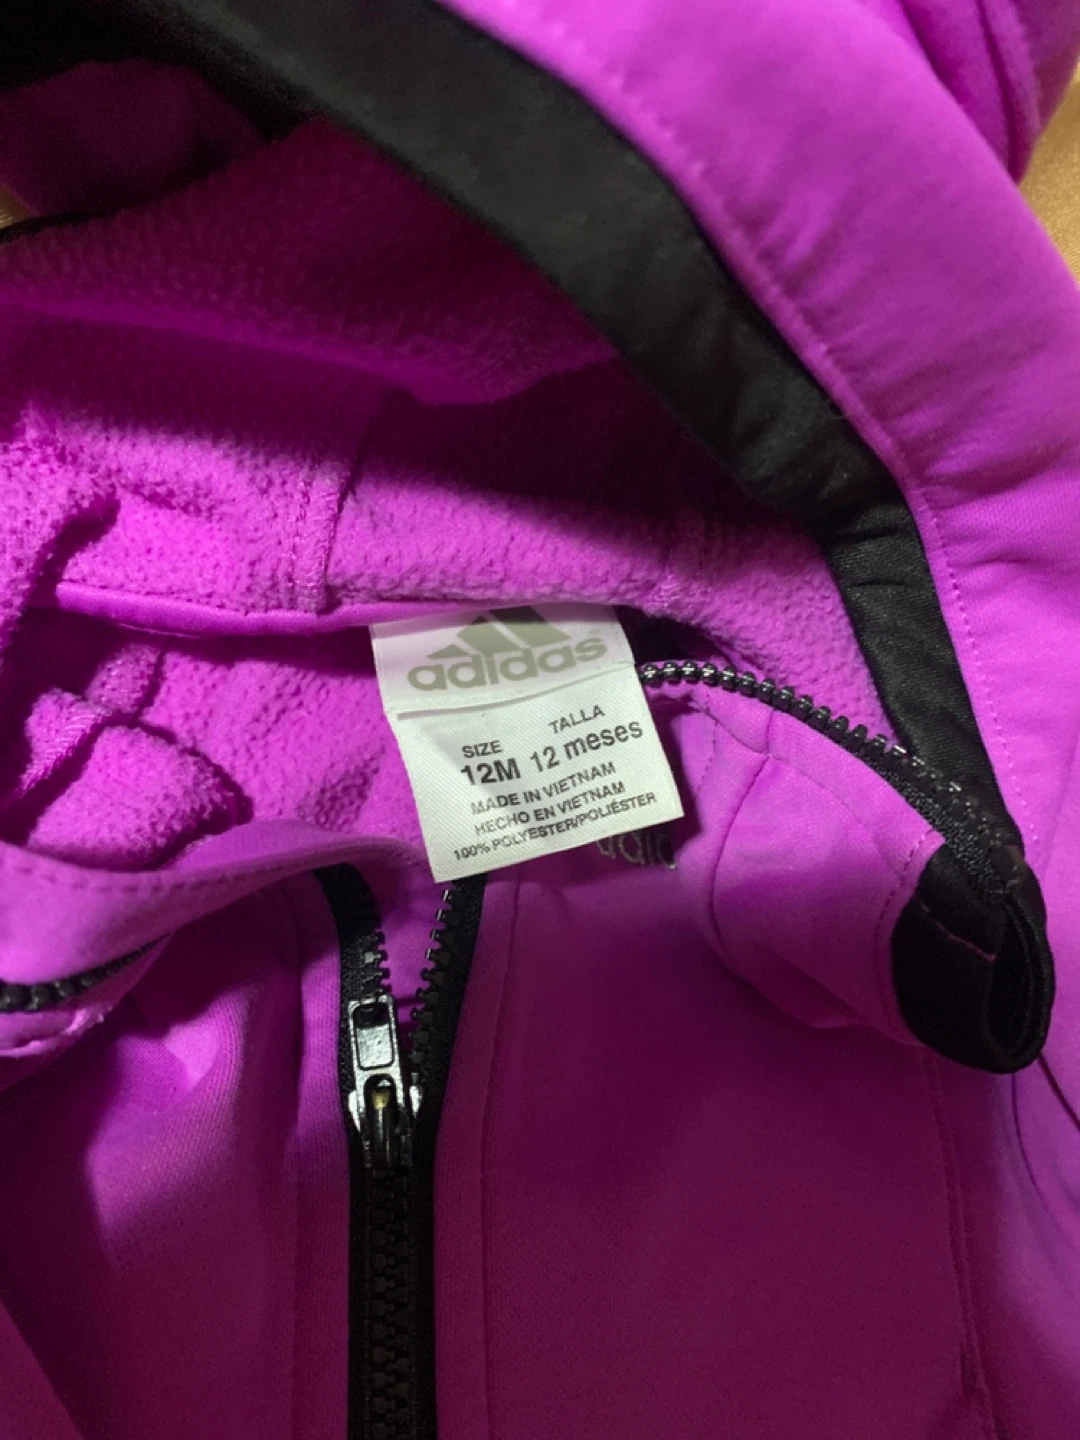 adidas
SIZE TALLA
12M 12 meses
MADE IN VIETNAM
HECHO EN VIETNAM
100% POLYESTER/POLIÉSTER